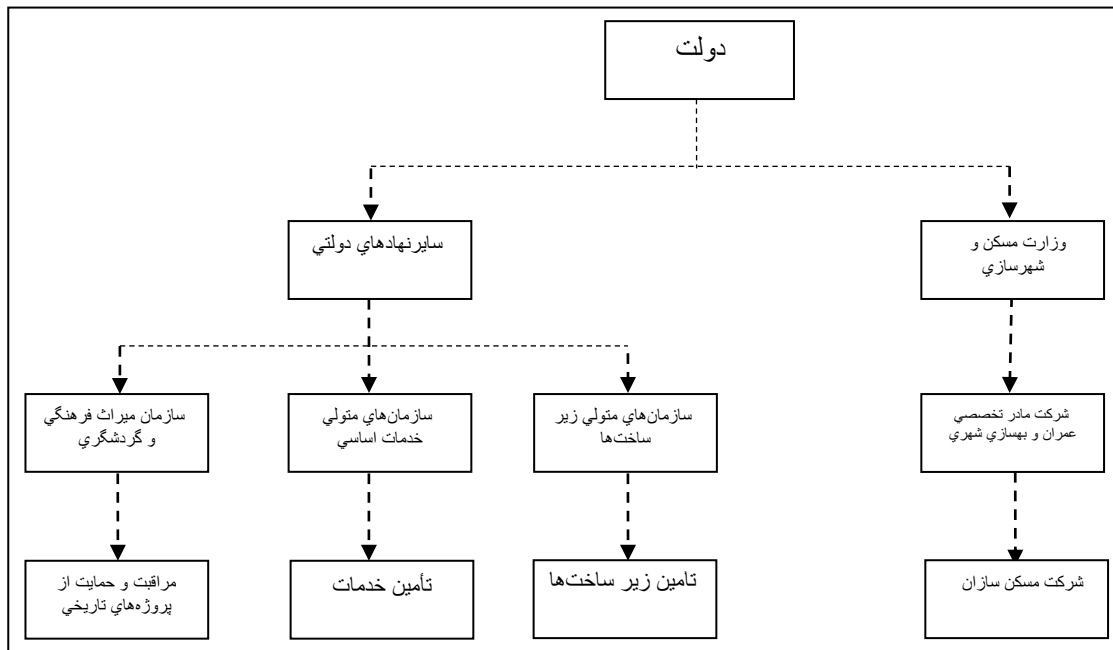 دولت
وزارت مسكن و
شهرسازي
سايرنهادهاي دولتي
شركت مادر تخصصي
عمران و بهسازي شهري
سازمان‌هاي متولي زير
ساخت‌ها
سازمان‌هاي متولي
خدمات اساسي
سازمان ميراث فرهنگي
و گردشگري
شركت مسكن سازان
تامين زير ساخت‌ها
تأمين خدمات
مراقبت و حمايت از
پروژه‌هاي تاريخي